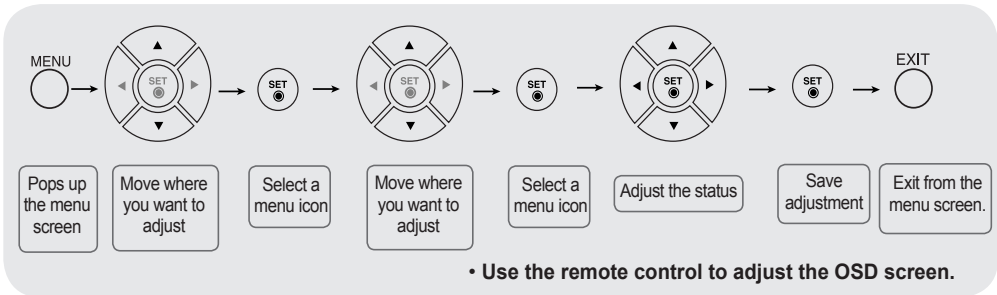 MENU
SET
SET
SET
SET
SET
SET
EXIT
Pops up
the menu
screen
Move where
you want to
adjust
Select a
menu icon
Move where
you want to
adjust
Select a
menu icon
Adjust the status
Save
adjustment
Exit from the
menu screen.
• Use the remote control to adjust the OSD screen.